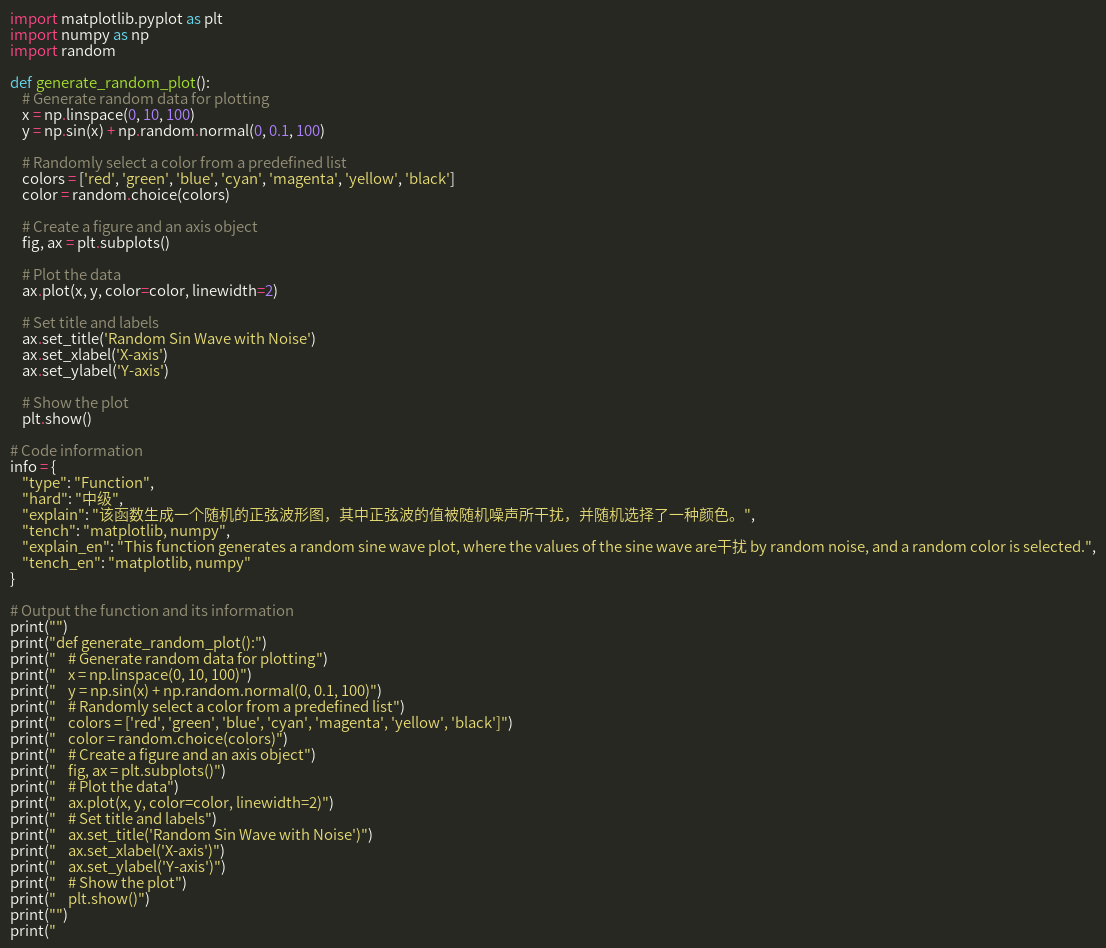 import matplotlib.pyplot as plt
import numpy as np
import random

def generate_random_plot():
    # Generate random data for plotting
    x = np.linspace(0, 10, 100)
    y = np.sin(x) + np.random.normal(0, 0.1, 100)

    # Randomly select a color from a predefined list
    colors = ['red', 'green', 'blue', 'cyan', 'magenta', 'yellow', 'black']
    color = random.choice(colors)

    # Create a figure and an axis object
    fig, ax = plt.subplots()

    # Plot the data
    ax.plot(x, y, color=color, linewidth=2)

    # Set title and labels
    ax.set_title('Random Sin Wave with Noise')
    ax.set_xlabel('X-axis')
    ax.set_ylabel('Y-axis')

    # Show the plot
    plt.show()

# Code information
info = {
    "type": "Function",
    "hard": "中级",
    "explain": "该函数生成一个随机的正弦波形图，其中正弦波的值被随机噪声所干扰，并随机选择了一种颜色。",
    "tench": "matplotlib, numpy",
    "explain_en": "This function generates a random sine wave plot, where the values of the sine wave are干扰 by random noise, and a random color is selected.",
    "tench_en": "matplotlib, numpy"
}

# Output the function and its information
print("")
print("def generate_random_plot():")
print("    # Generate random data for plotting")
print("    x = np.linspace(0, 10, 100)")
print("    y = np.sin(x) + np.random.normal(0, 0.1, 100)")
print("    # Randomly select a color from a predefined list")
print("    colors = ['red', 'green', 'blue', 'cyan', 'magenta', 'yellow', 'black']")
print("    color = random.choice(colors)")
print("    # Create a figure and an axis object")
print("    fig, ax = plt.subplots()")
print("    # Plot the data")
print("    ax.plot(x, y, color=color, linewidth=2)")
print("    # Set title and labels")
print("    ax.set_title('Random Sin Wave with Noise')")
print("    ax.set_xlabel('X-axis')")
print("    ax.set_ylabel('Y-axis')")
print("    # Show the plot")
print("    plt.show()")
print("")
print("